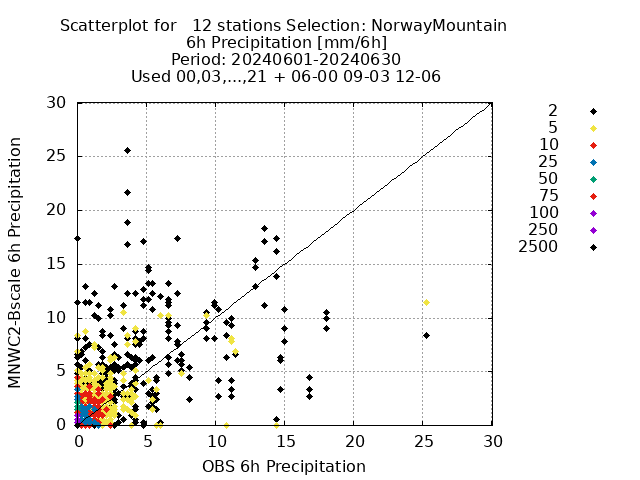 Scatterplot for   12 stations Selection: NorwayMountain
6h Precipitation [mm/6h]
Period: 20240601-20240630
Used 00,03,...,21 + 06-00 09-03 12-06
MNWC2-Bscale 6h Precipitation
30
25
20
15
10
5
0
0 5 10 15 20 25 30
OBS 6h Precipitation
2
5
10
25
50
75
100
250
2500